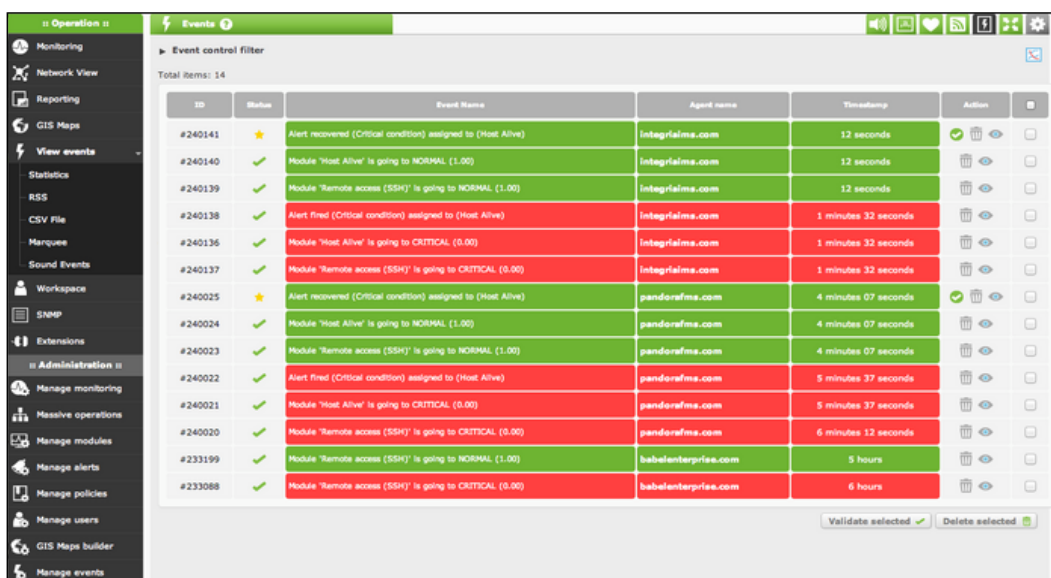 :: Operation ::
Monitoring
Network View
Reporting
GIS Maps
View events
Statistics
RSS
CSV File
Marquee
Sound Events
Workspace
SNMP
Extensions
:: Administration ::
Manage monitoring
Massive operations
Manage modules
Manage alerts
Manage policies
Manage users
GIS Maps builder
Manage events
Events ?
Event control filter
Total items: 14
ID Status Event Name Agent name Timestamp Action
#240141 Alert recovered (Critical condition) assigned to (Host Alive) integriaims.com 12 seconds
#240140 Module 'Host Alive' is going to NORMAL (1.00) integriaims.com 12 seconds
#240139 Module 'Remote access (SSH)' is going to NORMAL (1.00) integriaims.com 12 seconds
#240138 Alert fired (Critical condition) assigned to (Host Alive) integriaims.com 1 minutes 32 seconds
#240136 Module 'Host Alive' is going to CRITICAL (0.00) integriaims.com 1 minutes 32 seconds
#240137 Module 'Remote access (SSH)' is going to CRITICAL (0.00) integriaims.com 1 minutes 32 seconds
#240025 Alert recovered (Critical condition) assigned to (Host Alive) pandorafms.com 4 minutes 07 seconds
#240024 Module 'Host Alive' is going to NORMAL (1.00) pandorafms.com 4 minutes 07 seconds
#240023 Module 'Remote access (SSH)' is going to NORMAL (1.00) pandorafms.com 4 minutes 07 seconds
#240022 Alert fired (Critical condition) assigned to (Host Alive) pandorafms.com 5 minutes 37 seconds
#240021 Module 'Host Alive' is going to CRITICAL (0.00) pandorafms.com 5 minutes 37 seconds
#240020 Module 'Remote access (SSH)' is going to CRITICAL (0.00) pandorafms.com 6 minutes 12 seconds
#233199 Module 'Remote access (SSH)' is going to NORMAL (1.00) babelenterprise.com 5 hours
#233088 Module 'Remote access (SSH)' is going to CRITICAL (0.00) babelenterprise.com 6 hours
Validate selected Delete selected